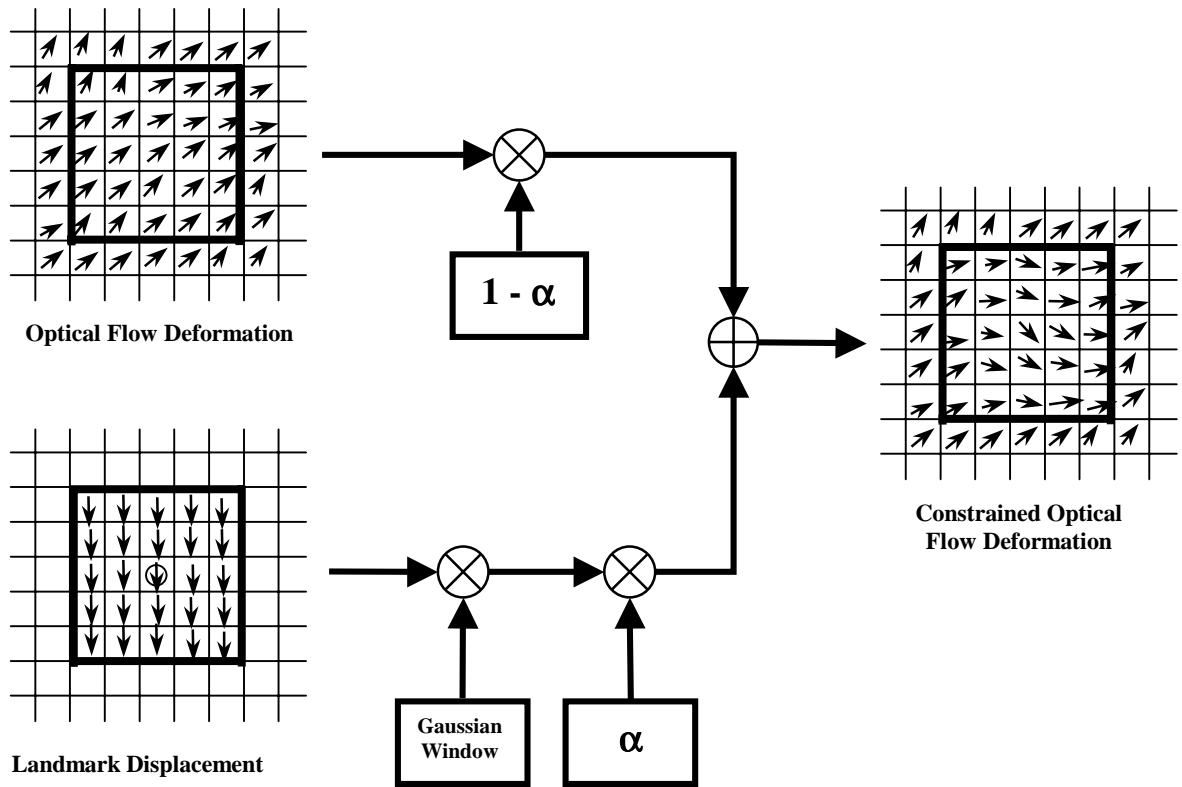 Optical Flow Deformation
1 - α
Constrained Optical
Flow Deformation
Landmark Displacement
Gaussian
Window
α